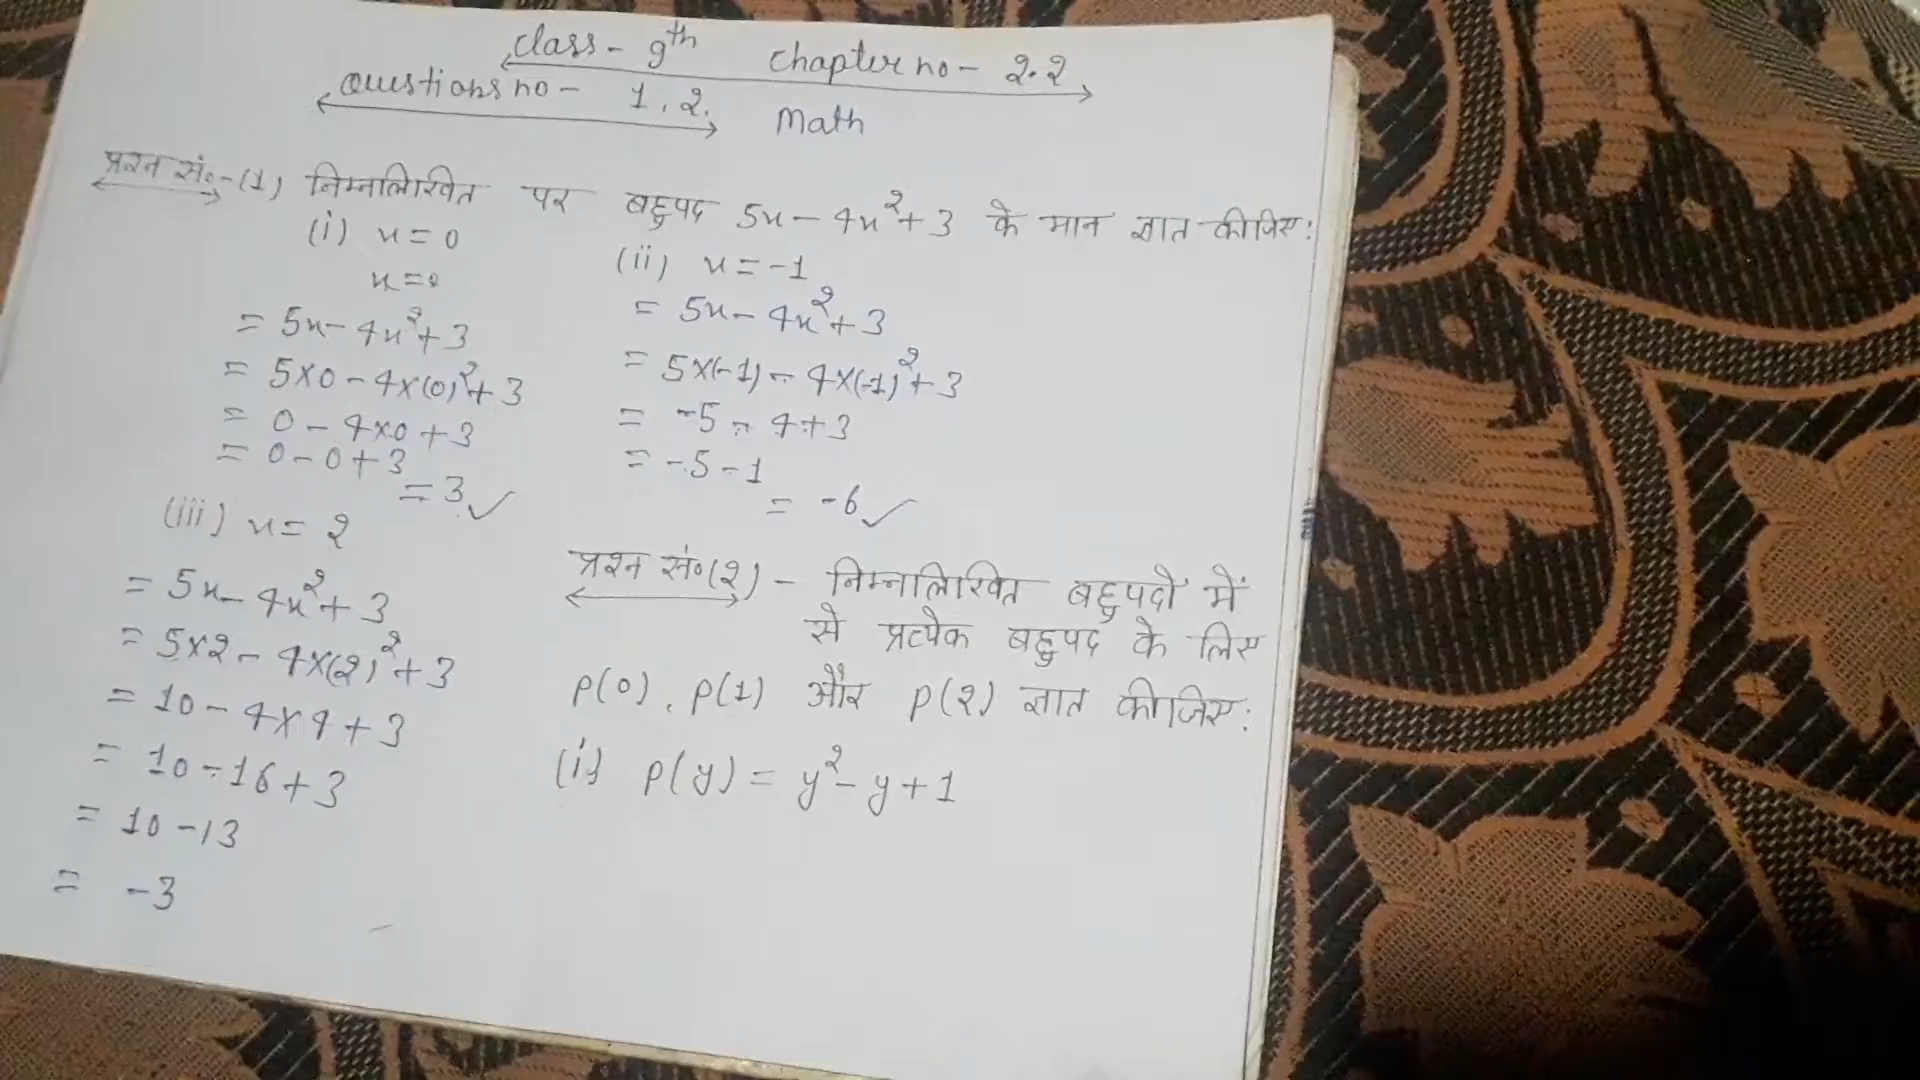 class - 9th chapter no - 2.2
questions no - 1, 2. Math
प्रश्न सं०-(1) निम्नलिखित पर बहुपद 5x - 4x² + 3 के मान ज्ञात कीजिए:
(i) x = 0
x = 0
= 5x - 4x² + 3
= 5×0 - 4×(0)² + 3
= 0 - 4×0 + 3
= 0 - 0 + 3
= 3 ✓
(ii) x = -1
= 5x - 4x² + 3
= 5×(-1) - 4×(-1)² + 3
= -5 - 4 + 3
= -5 - 1
= -6 ✓
(iii) x = 2
= 5x - 4x² + 3
= 5×2 - 4×(2)² + 3
= 10 - 4×4 + 3
= 10 - 16 + 3
= 10 - 13
= -3
प्रश्न सं०(2) - निम्नलिखित बहुपदों में
से प्रत्येक बहुपद के लिए
p(0), p(1) और p(2) ज्ञात कीजिए:
(i) p(y) = y² - y + 1